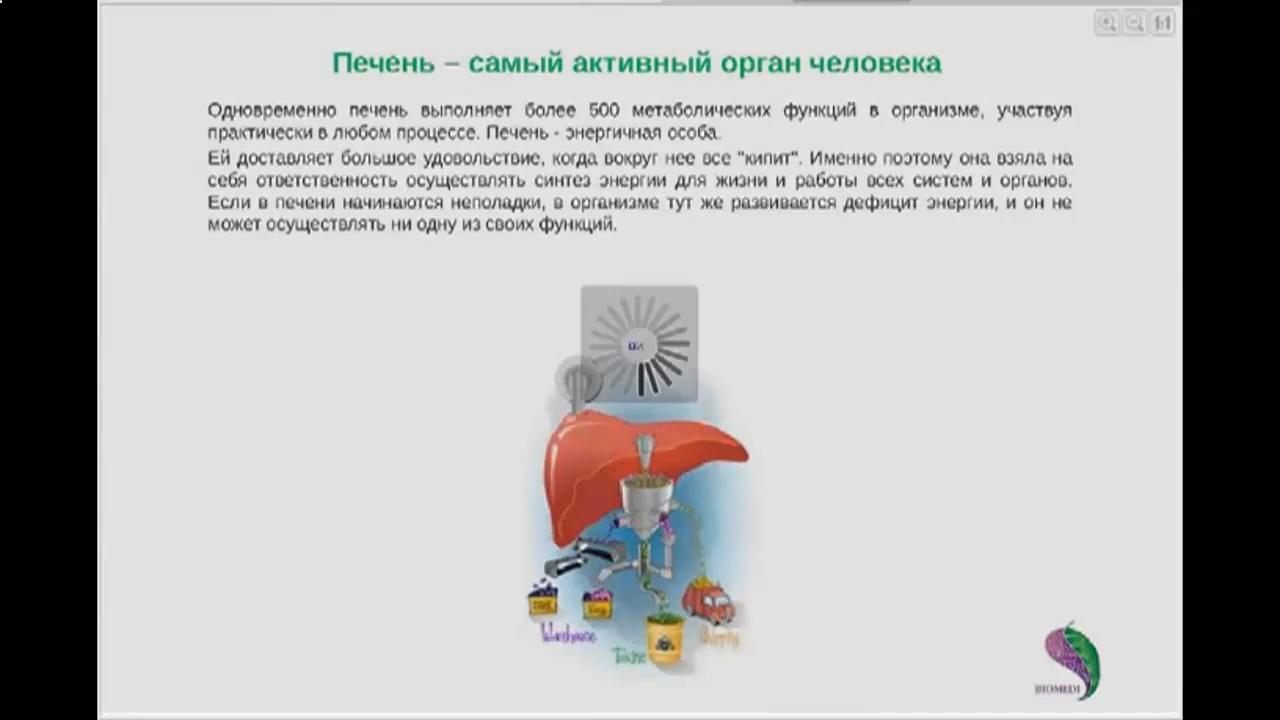 Печень – самый активный орган человека
Одновременно печень выполняет более 500 метаболических функций в организме, участвуя
практически в любом процессе. Печень - энергичная особа.
Ей доставляет большое удовольствие, когда вокруг нее все "кипит". Именно поэтому она взяла на
себя ответственность осуществлять синтез энергии для жизни и работы всех систем и органов.
Если в печени начинаются неполадки, в организме тут же развивается дефицит энергии, и он не
может осуществлять ни одну из своих функций.
1:1
Warehouse
Toxine
BIOMEDI